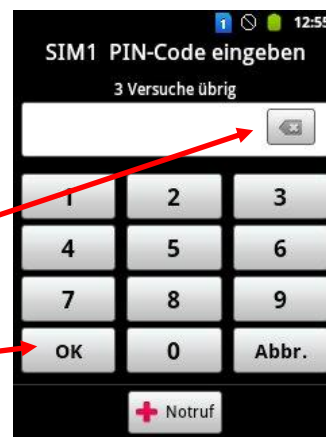 1 12:55
SIM1 PIN-Code eingeben
3 Versuche übrig
1 2 3
4 5 6
7 8 9
OK 0 Abbr.
Notruf